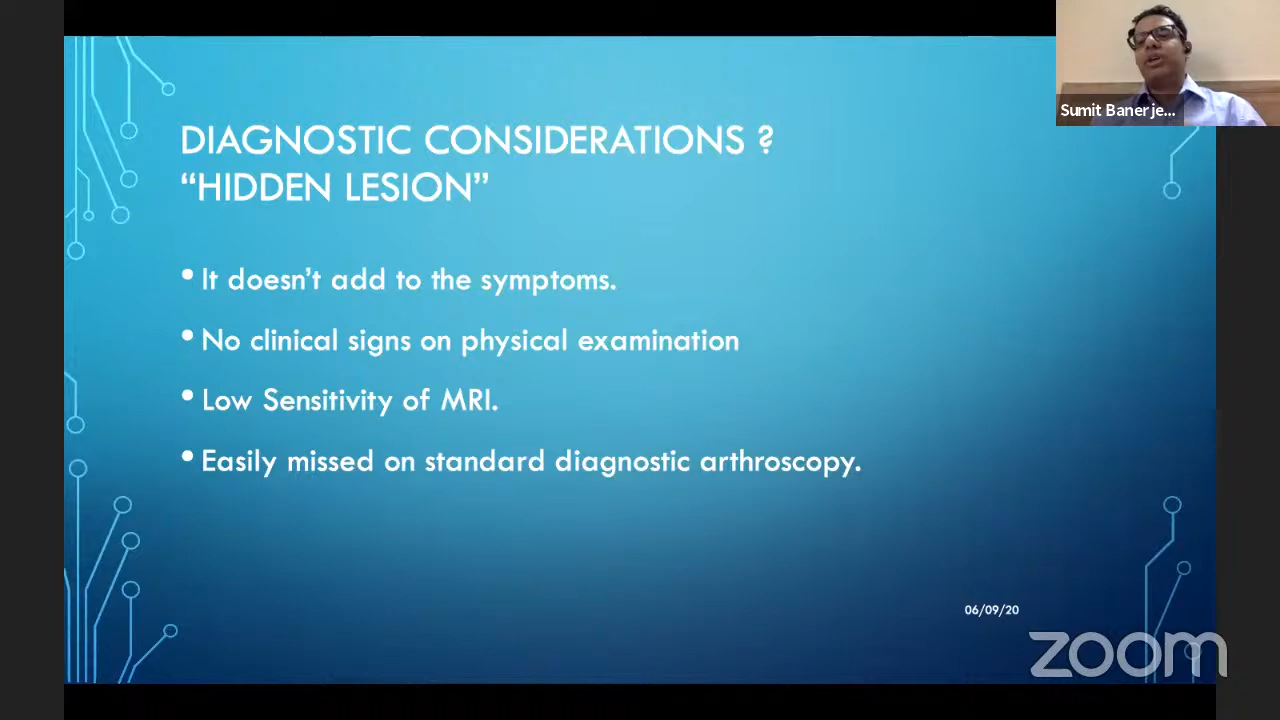 Sumit Banerje...
DIAGNOSTIC CONSIDERATIONS ?
“HIDDEN LESION”
• It doesn’t add to the symptoms.
• No clinical signs on physical examination
• Low Sensitivity of MRI.
• Easily missed on standard diagnostic arthroscopy.
06/09/20
zoom